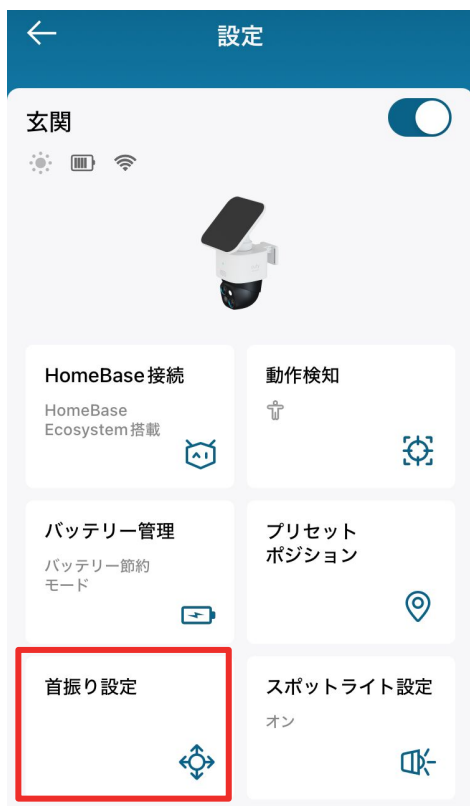 設定
玄関
HomeBase接続
HomeBase
Ecosystem搭載
動作検知
バッテリー管理
バッテリー節約
モード
プリセット
ポジション
首振り設定
スポットライト設定
オン